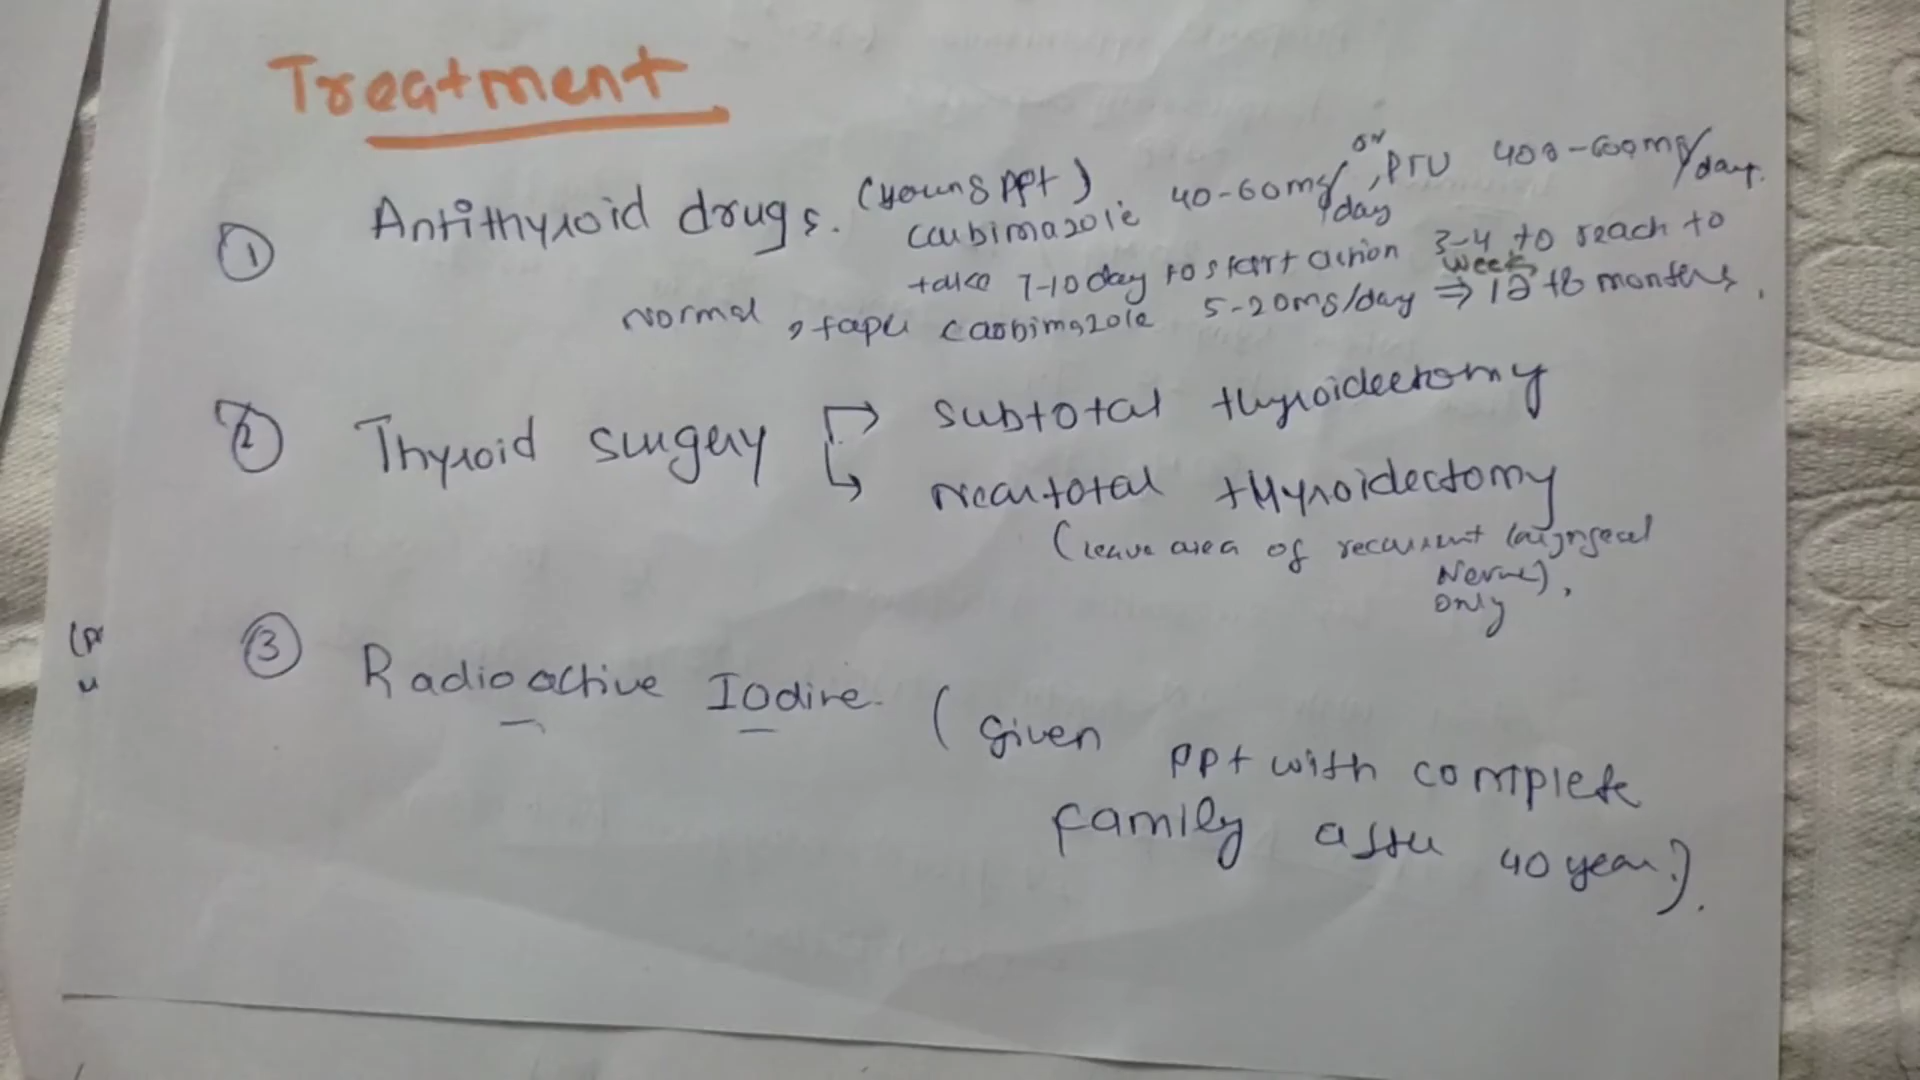 Treatment
① Antithyroid drugs. (young ppt)
carbimazole 40-60mg/day, or PTU 400-600mg/day.
take 7-10 day to start action 3-4 week to reach to
normal, taper carbimazole 5-20mg/day ⇒ 12 18 months.
② Thyroid surgery → subtotal thyroidectomy
↳ near total thyroidectomy
(leave area of recurrent laryngeal
Nerve),
only
③ Radioactive Iodine. (given
ppt with complete
family after 40 year.).